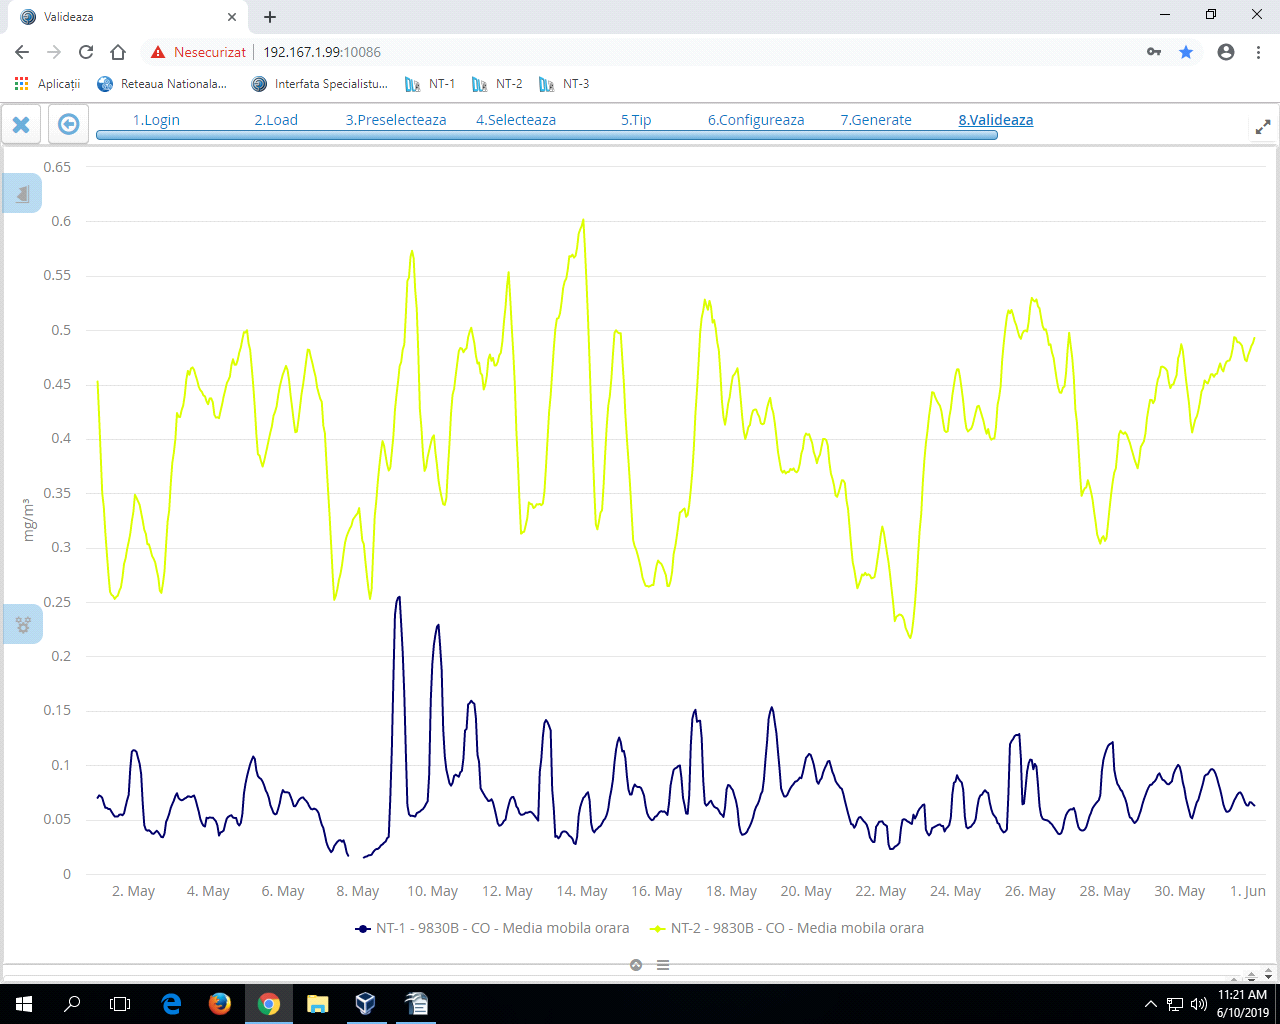 Valideaza
Nesecurizat 192.167.1.99:10086
Aplicații Reteaua Nationala... Interfata Specialistu... NT-1 NT-2 NT-3
1.Login 2.Load 3.Preselecteaza 4.Selecteaza 5.Tip 6.Configureaza 7.Generate 8.Valideaza
0.65
0.6
0.55
0.5
0.45
0.4
0.35
0.3
0.25
0.2
0.15
0.1
0.05
0
mg/m³
2. May 4. May 6. May 8. May 10. May 12. May 14. May 16. May 18. May 20. May 22. May 24. May 26. May 28. May 30. May 1. Jun
NT-1 - 9830B - CO - Media mobila orara NT-2 - 9830B - CO - Media mobila orara
11:21 AM
6/10/2019